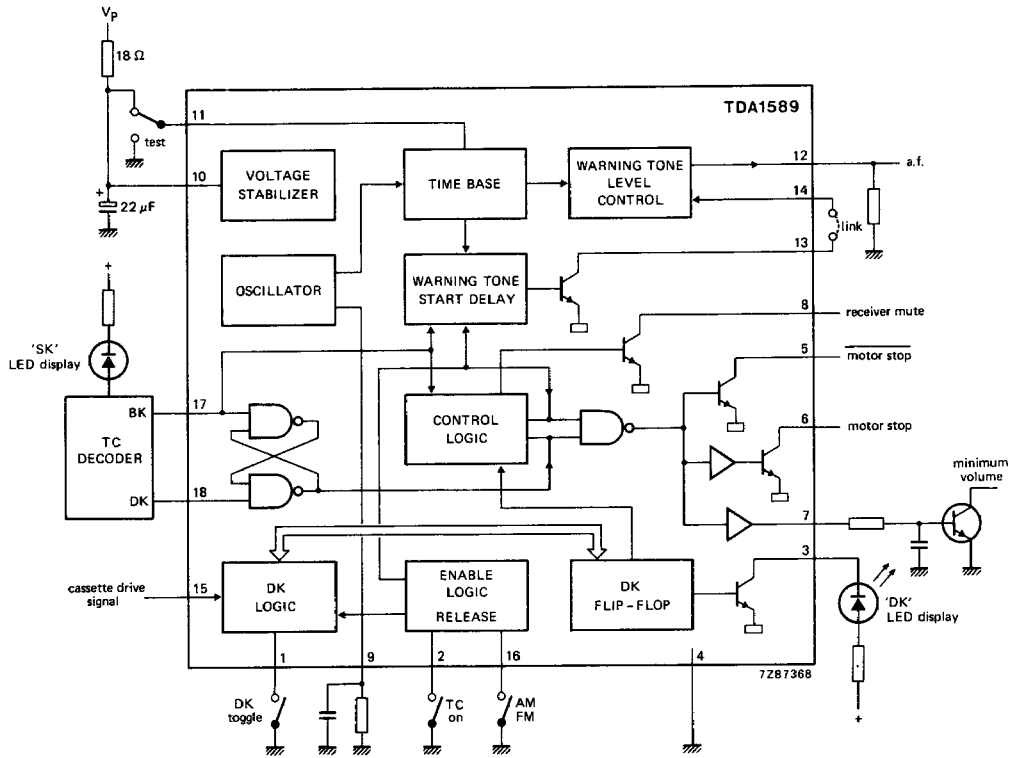 VP
18 Ω
TDA1589
11
12
a.f.
test
WARNING TONE
LEVEL
CONTROL
VOLTAGE
STABILIZER
TIME BASE
10
14
+
22 μF
link
13
+
OSCILLATOR
WARNING TONE
START DELAY
8
receiver mute
'SK'
LED display
5
motor stop
BK
17
CONTROL
LOGIC
6
motor stop
TC
DECODER
minimum
volume
DK
18
7
3
cassette drive
signal
15
DK
LOGIC
ENABLE
LOGIC
RELEASE
DK
FLIP-FLOP
'DK'
LED display
1
9
2
16
4
7Z87368
DK
toggle
TC
on
AM
FM
+